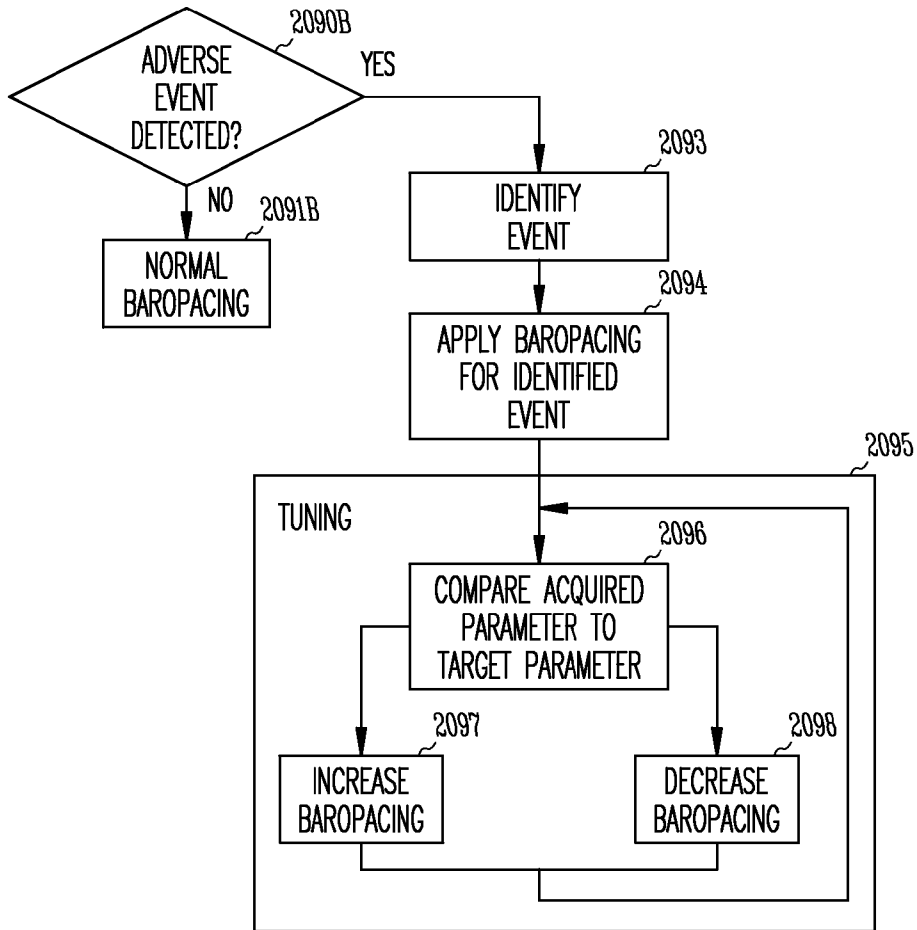 2090B
ADVERSE
EVENT
DETECTED?
YES
NO
2091B
NORMAL
BAROPACING
2093
IDENTIFY
EVENT
2094
APPLY BAROPACING
FOR IDENTIFIED
EVENT
2095
TUNING
2096
COMPARE ACQUIRED
PARAMETER TO
TARGET PARAMETER
2097
INCREASE
BAROPACING
2098
DECREASE
BAROPACING